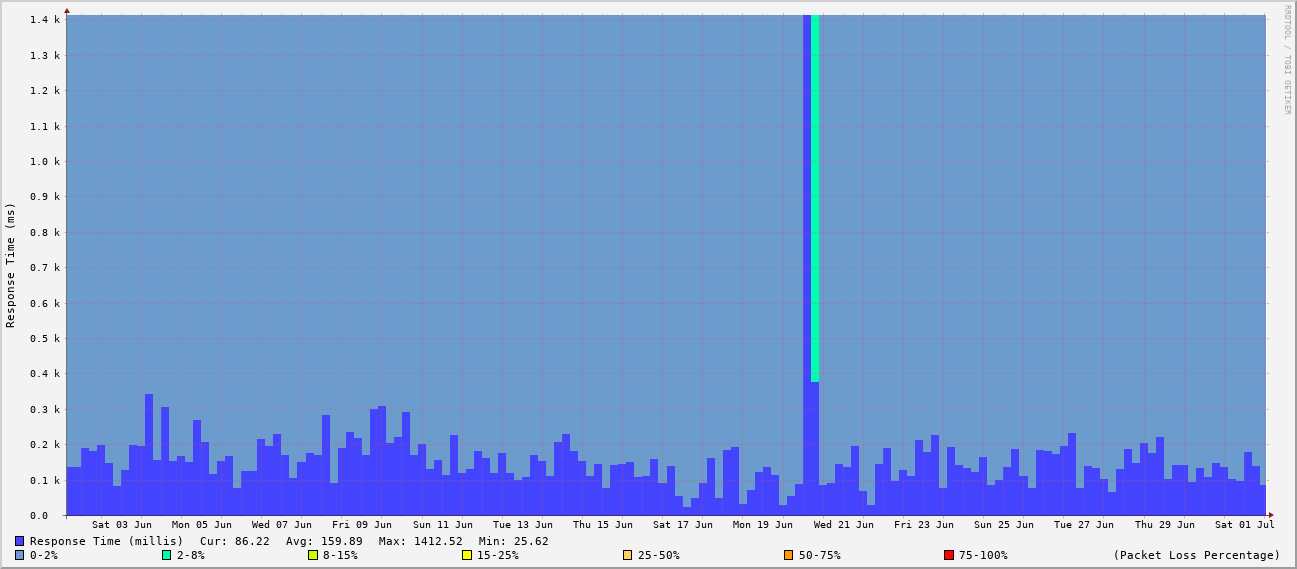 1.4 k
1.3 k
1.2 k
1.1 k
1.0 k
0.9 k
0.8 k
0.7 k
0.6 k
0.5 k
0.4 k
0.3 k
0.2 k
0.1 k
0.0
Response Time (ms)
RRDTOOL / TOBI OETIKER
Sat 03 Jun Mon 05 Jun Wed 07 Jun Fri 09 Jun Sun 11 Jun Tue 13 Jun Thu 15 Jun Sat 17 Jun Mon 19 Jun Wed 21 Jun Fri 23 Jun Sun 25 Jun Tue 27 Jun Thu 29 Jun Sat 01 Jul
Response Time (millis) Cur: 86.22 Avg: 159.89 Max: 1412.52 Min: 25.62
0-2% 2-8% 8-15% 15-25% 25-50% 50-75% 75-100% (Packet Loss Percentage)